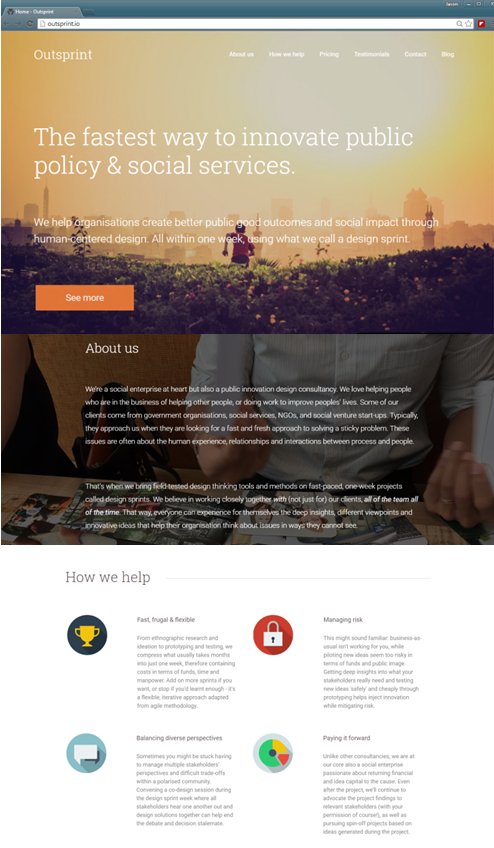 Home - Outsprint
outsprint.io
Outsprint
About us How we help Pricing Testimonials Contact Blog
The fastest way to innovate public
policy & social services.
We help organisations create better public good outcomes and social impact through
human-centered design. All within one week, using what we call a design sprint.
See more
About us
We're a social enterprise at heart but also a public innovation design consultancy. We love helping people
who are in the business of helping other people, or doing work to improve peoples' lives. Some of our
clients come from government organisations, social services, NGOs, and social venture start-ups. Typically,
they approach us when they are looking for a fast and fresh approach to solving a sticky problem. These
issues are often about the human experience, relationships and interactions between process and people.
That's when we bring field-tested design thinking tools and methods on fast-paced, one-week projects
called design sprints. We believe in working closely together with (not just for) our clients, all of the team all
of the time. That way, everyone can experience for themselves the deep insights, different viewpoints and
innovative ideas that help their organisation think about issues in ways they cannot see.
How we help
Fast, frugal & flexible
From ethnographic research and
ideation to prototyping and testing, we
compress what usually takes months
into just one week, therefore containing
costs in terms of funds, time and
manpower. Add on more sprints if you
want, or stop if you'd learnt enough - it's
a flexible, iterative approach adapted
from agile methodology.
Managing risk
This might sound familiar: business-as-
usual isn't working for you, while
piloting new ideas seem too risky in
terms of funds and public image.
Getting deep insights into what your
stakeholders really need and testing
new ideas 'safely' and cheaply through
prototyping helps inject innovation
while mitigating risk.
Balancing diverse perspectives
Sometimes you might be stuck having
to manage multiple stakeholders'
perspectives and difficult trade-offs
within a polarised community.
Convening a co-design session during
the design sprint week where all
stakeholders hear one another out and
design solutions together can help end
the debate and decision stalemate.
Paying it forward
Unlike other consultancies, we are at
our core also a social enterprise
passionate about returning financial
and idea capital to the cause. Even
after the project, we'll continue to
advocate the project findings to
relevant stakeholders (with your
permission of course!), as well as
pursuing spin-off projects based on
ideas generated during the project.